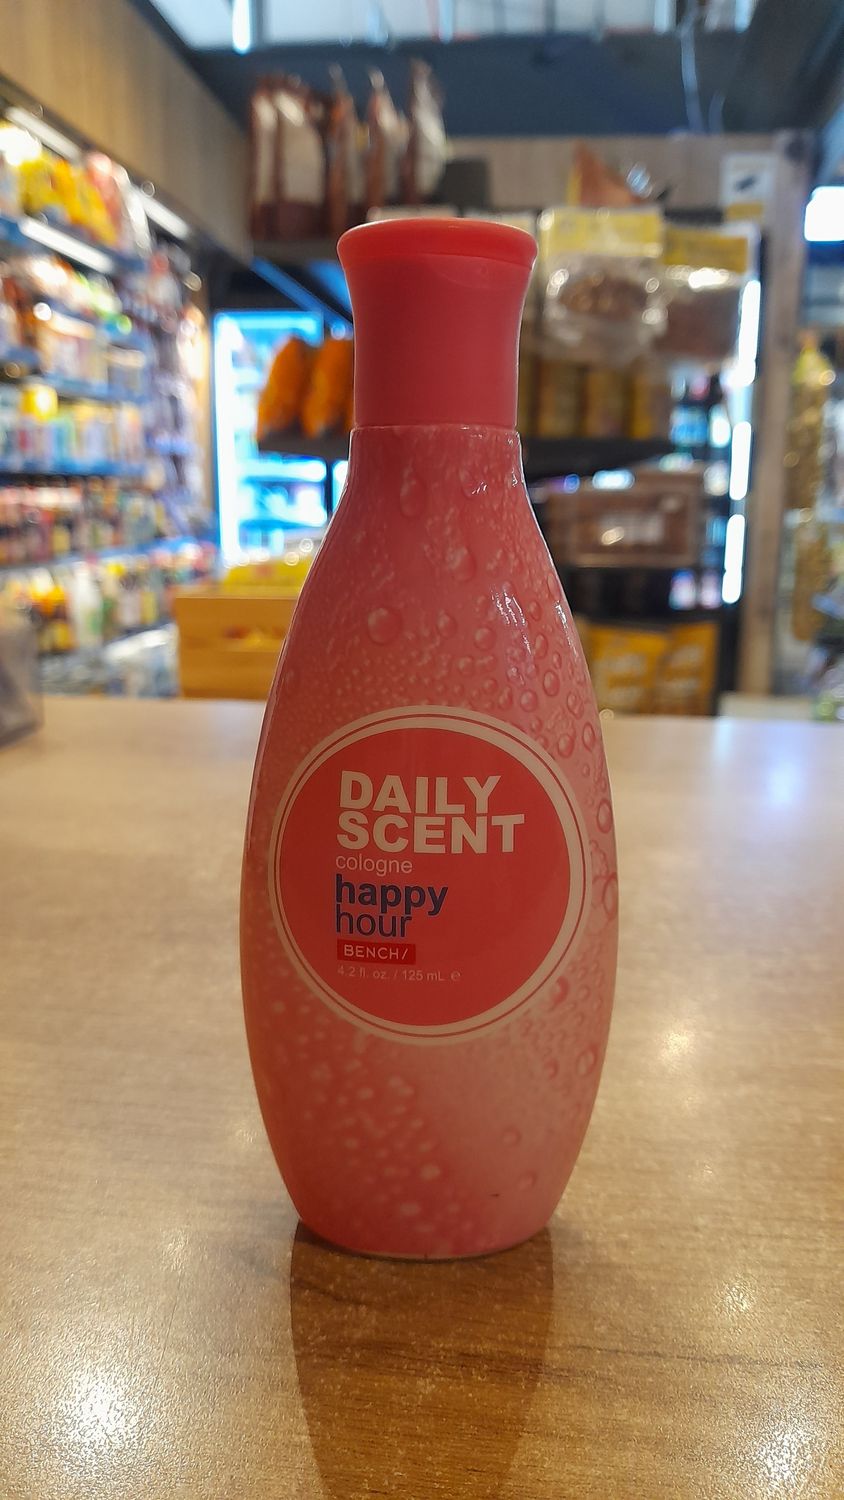 DAILY
SCENT
cologne
happy
hour
BENCH/
4.2 fl. oz. / 125 mL ℮